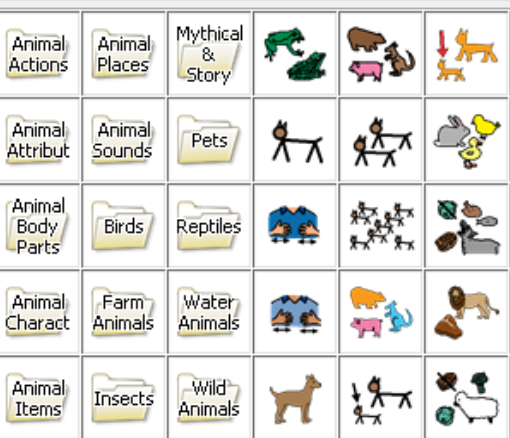 Animal
Actions
Animal
Places
Mythical
&
Story
Animal
Attribut
Animal
Sounds
Pets
Animal
Body
Parts
Birds
Reptiles
Animal
Charact
Farm
Animals
Water
Animals
Animal
Items
Insects
Wild
Animals